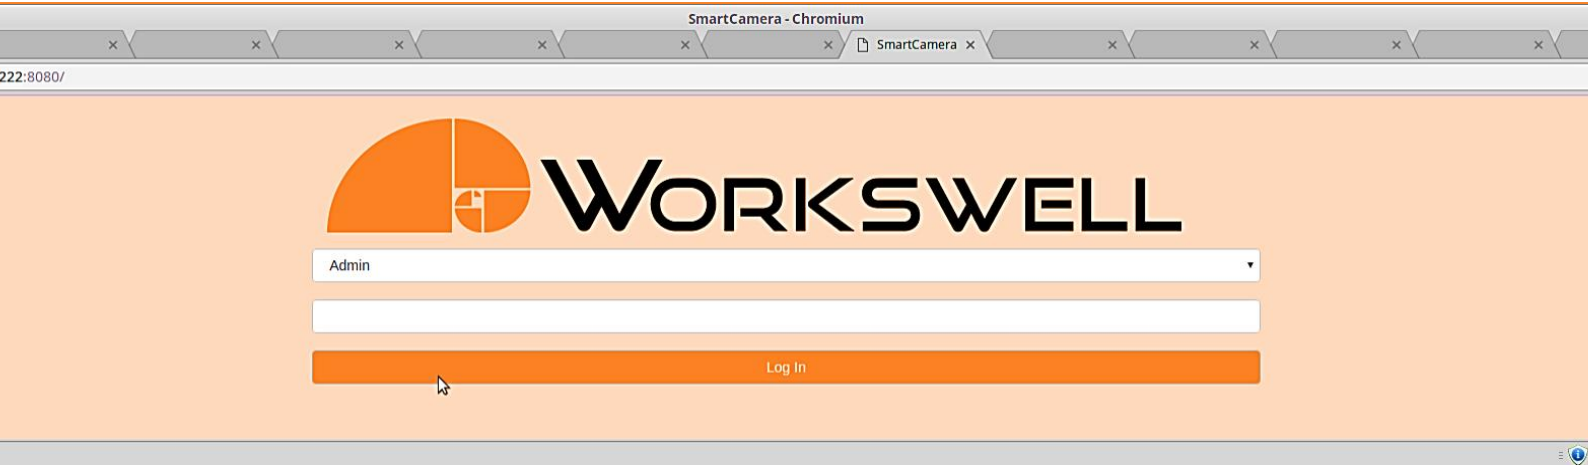 SmartCamera - Chromium
SmartCamera
222:8080/
WORKSWELL
Admin
Log In